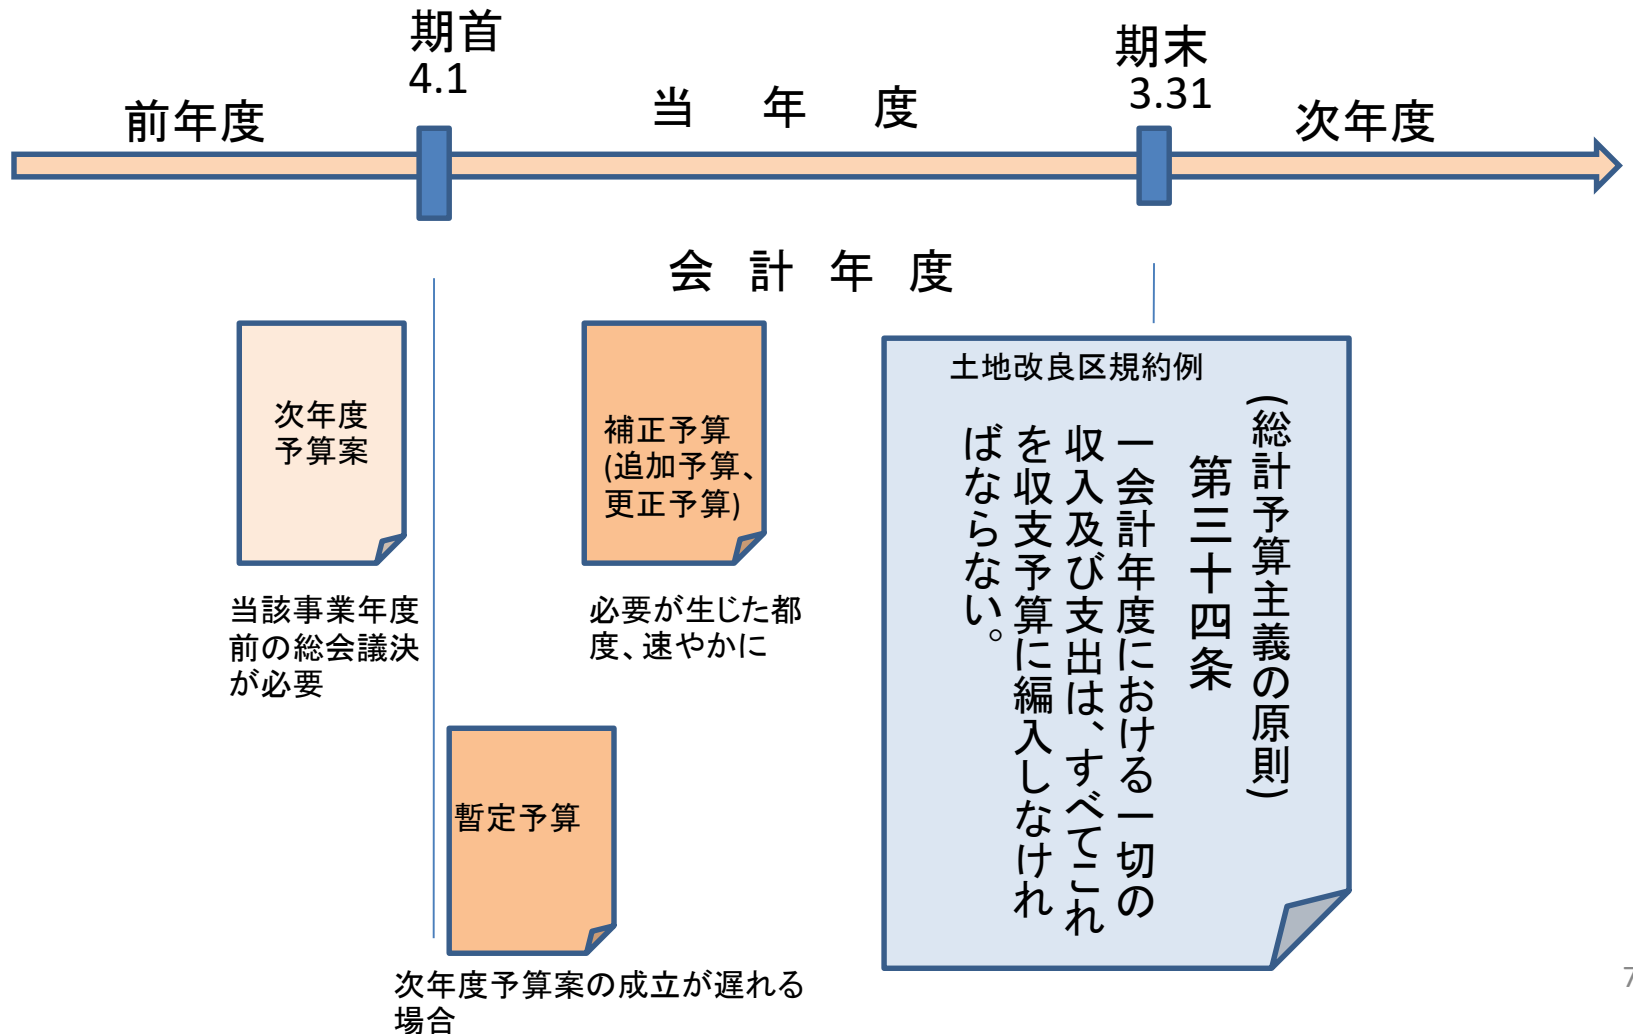 期首
4.1
期末
3.31
前年度
当 年 度
次年度
会 計 年 度
次年度
予算案
当該事業年度
前の総会議決
が必要
補正予算
(追加予算、
更正予算)
必要が生じた都
度、速やかに
暫定予算
次年度予算案の成立が遅れる
場合
土地改良区規約例
(総計予算主義の原則)
第三十四条
一会計年度における一切の
収入及び支出は、すべてこれ
を収支予算に編入しなけれ
ばならない。
7